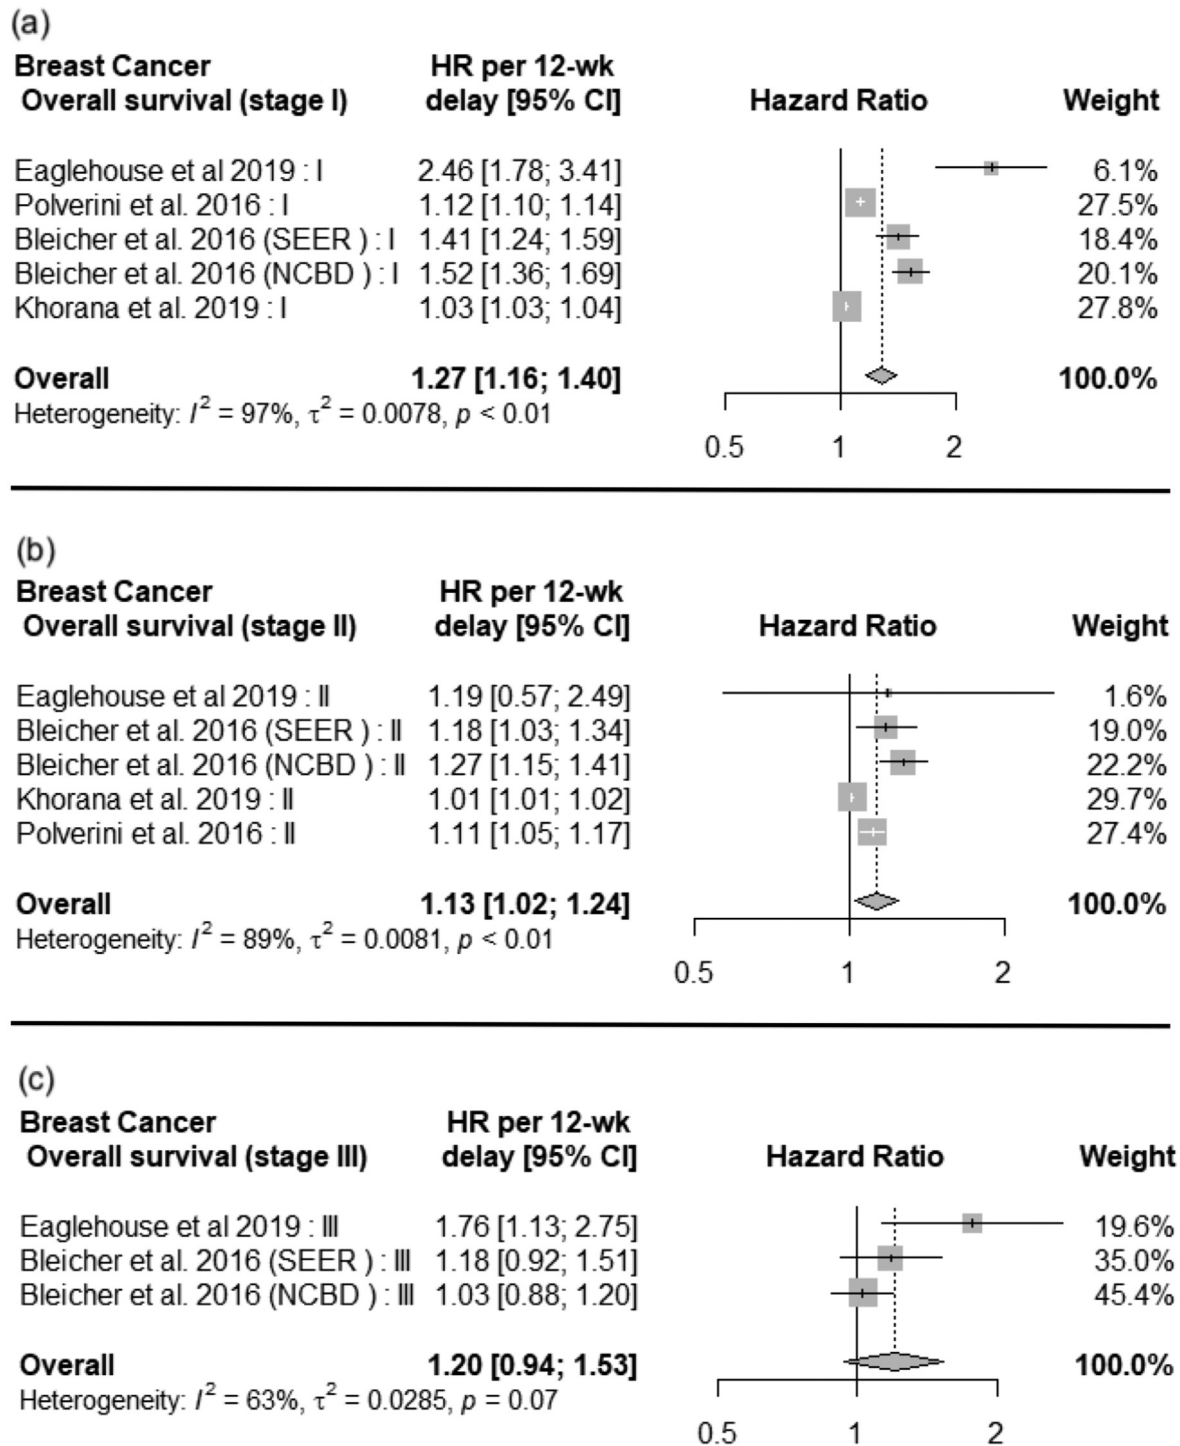 (a)
Breast Cancer HR per 12-wk
Overall survival (stage I) delay [95% CI] Hazard Ratio Weight
Eaglehouse et al 2019 : I 2.46 [1.78; 3.41] 6.1%
Polverini et al. 2016 : I 1.12 [1.10; 1.14] 27.5%
Bleicher et al. 2016 (SEER ) : I 1.41 [1.24; 1.59] 18.4%
Bleicher et al. 2016 (NCBD ) : I 1.52 [1.36; 1.69] 20.1%
Khorana et al. 2019 : I 1.03 [1.03; 1.04] 27.8%
Overall 1.27 [1.16; 1.40] 100.0%
Heterogeneity: I² = 97%, τ² = 0.0078, p < 0.01
0.5 1 2
(b)
Breast Cancer HR per 12-wk
Overall survival (stage II) delay [95% CI] Hazard Ratio Weight
Eaglehouse et al 2019 : II 1.19 [0.57; 2.49] 1.6%
Bleicher et al. 2016 (SEER ) : II 1.18 [1.03; 1.34] 19.0%
Bleicher et al. 2016 (NCBD ) : II 1.27 [1.15; 1.41] 22.2%
Khorana et al. 2019 : II 1.01 [1.01; 1.02] 29.7%
Polverini et al. 2016 : II 1.11 [1.05; 1.17] 27.4%
Overall 1.13 [1.02; 1.24] 100.0%
Heterogeneity: I² = 89%, τ² = 0.0081, p < 0.01
0.5 1 2
(c)
Breast Cancer HR per 12-wk
Overall survival (stage III) delay [95% CI] Hazard Ratio Weight
Eaglehouse et al 2019 : III 1.76 [1.13; 2.75] 19.6%
Bleicher et al. 2016 (SEER ) : III 1.18 [0.92; 1.51] 35.0%
Bleicher et al. 2016 (NCBD ) : III 1.03 [0.88; 1.20] 45.4%
Overall 1.20 [0.94; 1.53] 100.0%
Heterogeneity: I² = 63%, τ² = 0.0285, p = 0.07
0.5 1 2